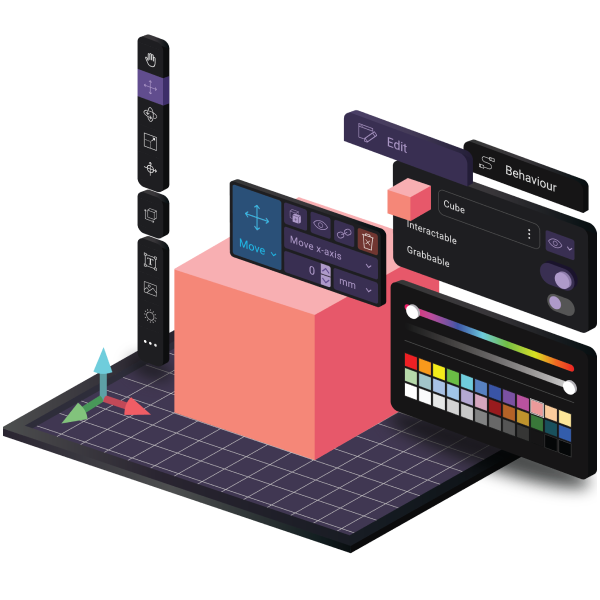 Edit
Behaviour
Cube
Interactable
Grabbable
Move
Move x-axis
0
mm
T